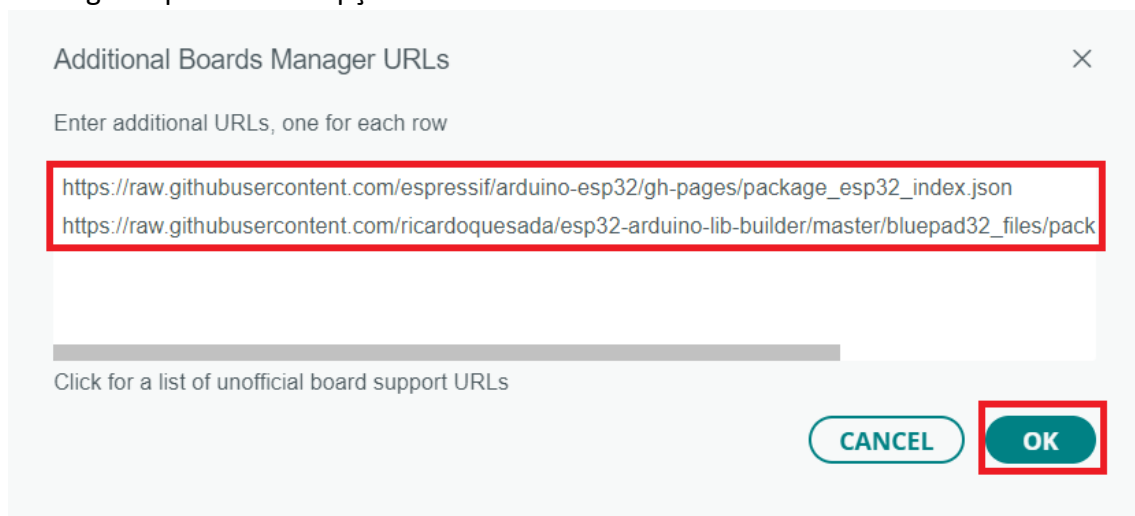 Additional Boards Manager URLs
Enter additional URLs, one for each row
https://raw.githubusercontent.com/espressif/arduino-esp32/gh-pages/package_esp32_index.json
https://raw.githubusercontent.com/ricardoquesada/esp32-arduino-lib-builder/master/bluepad32_files/pack
Click for a list of unofficial board support URLs
CANCEL OK